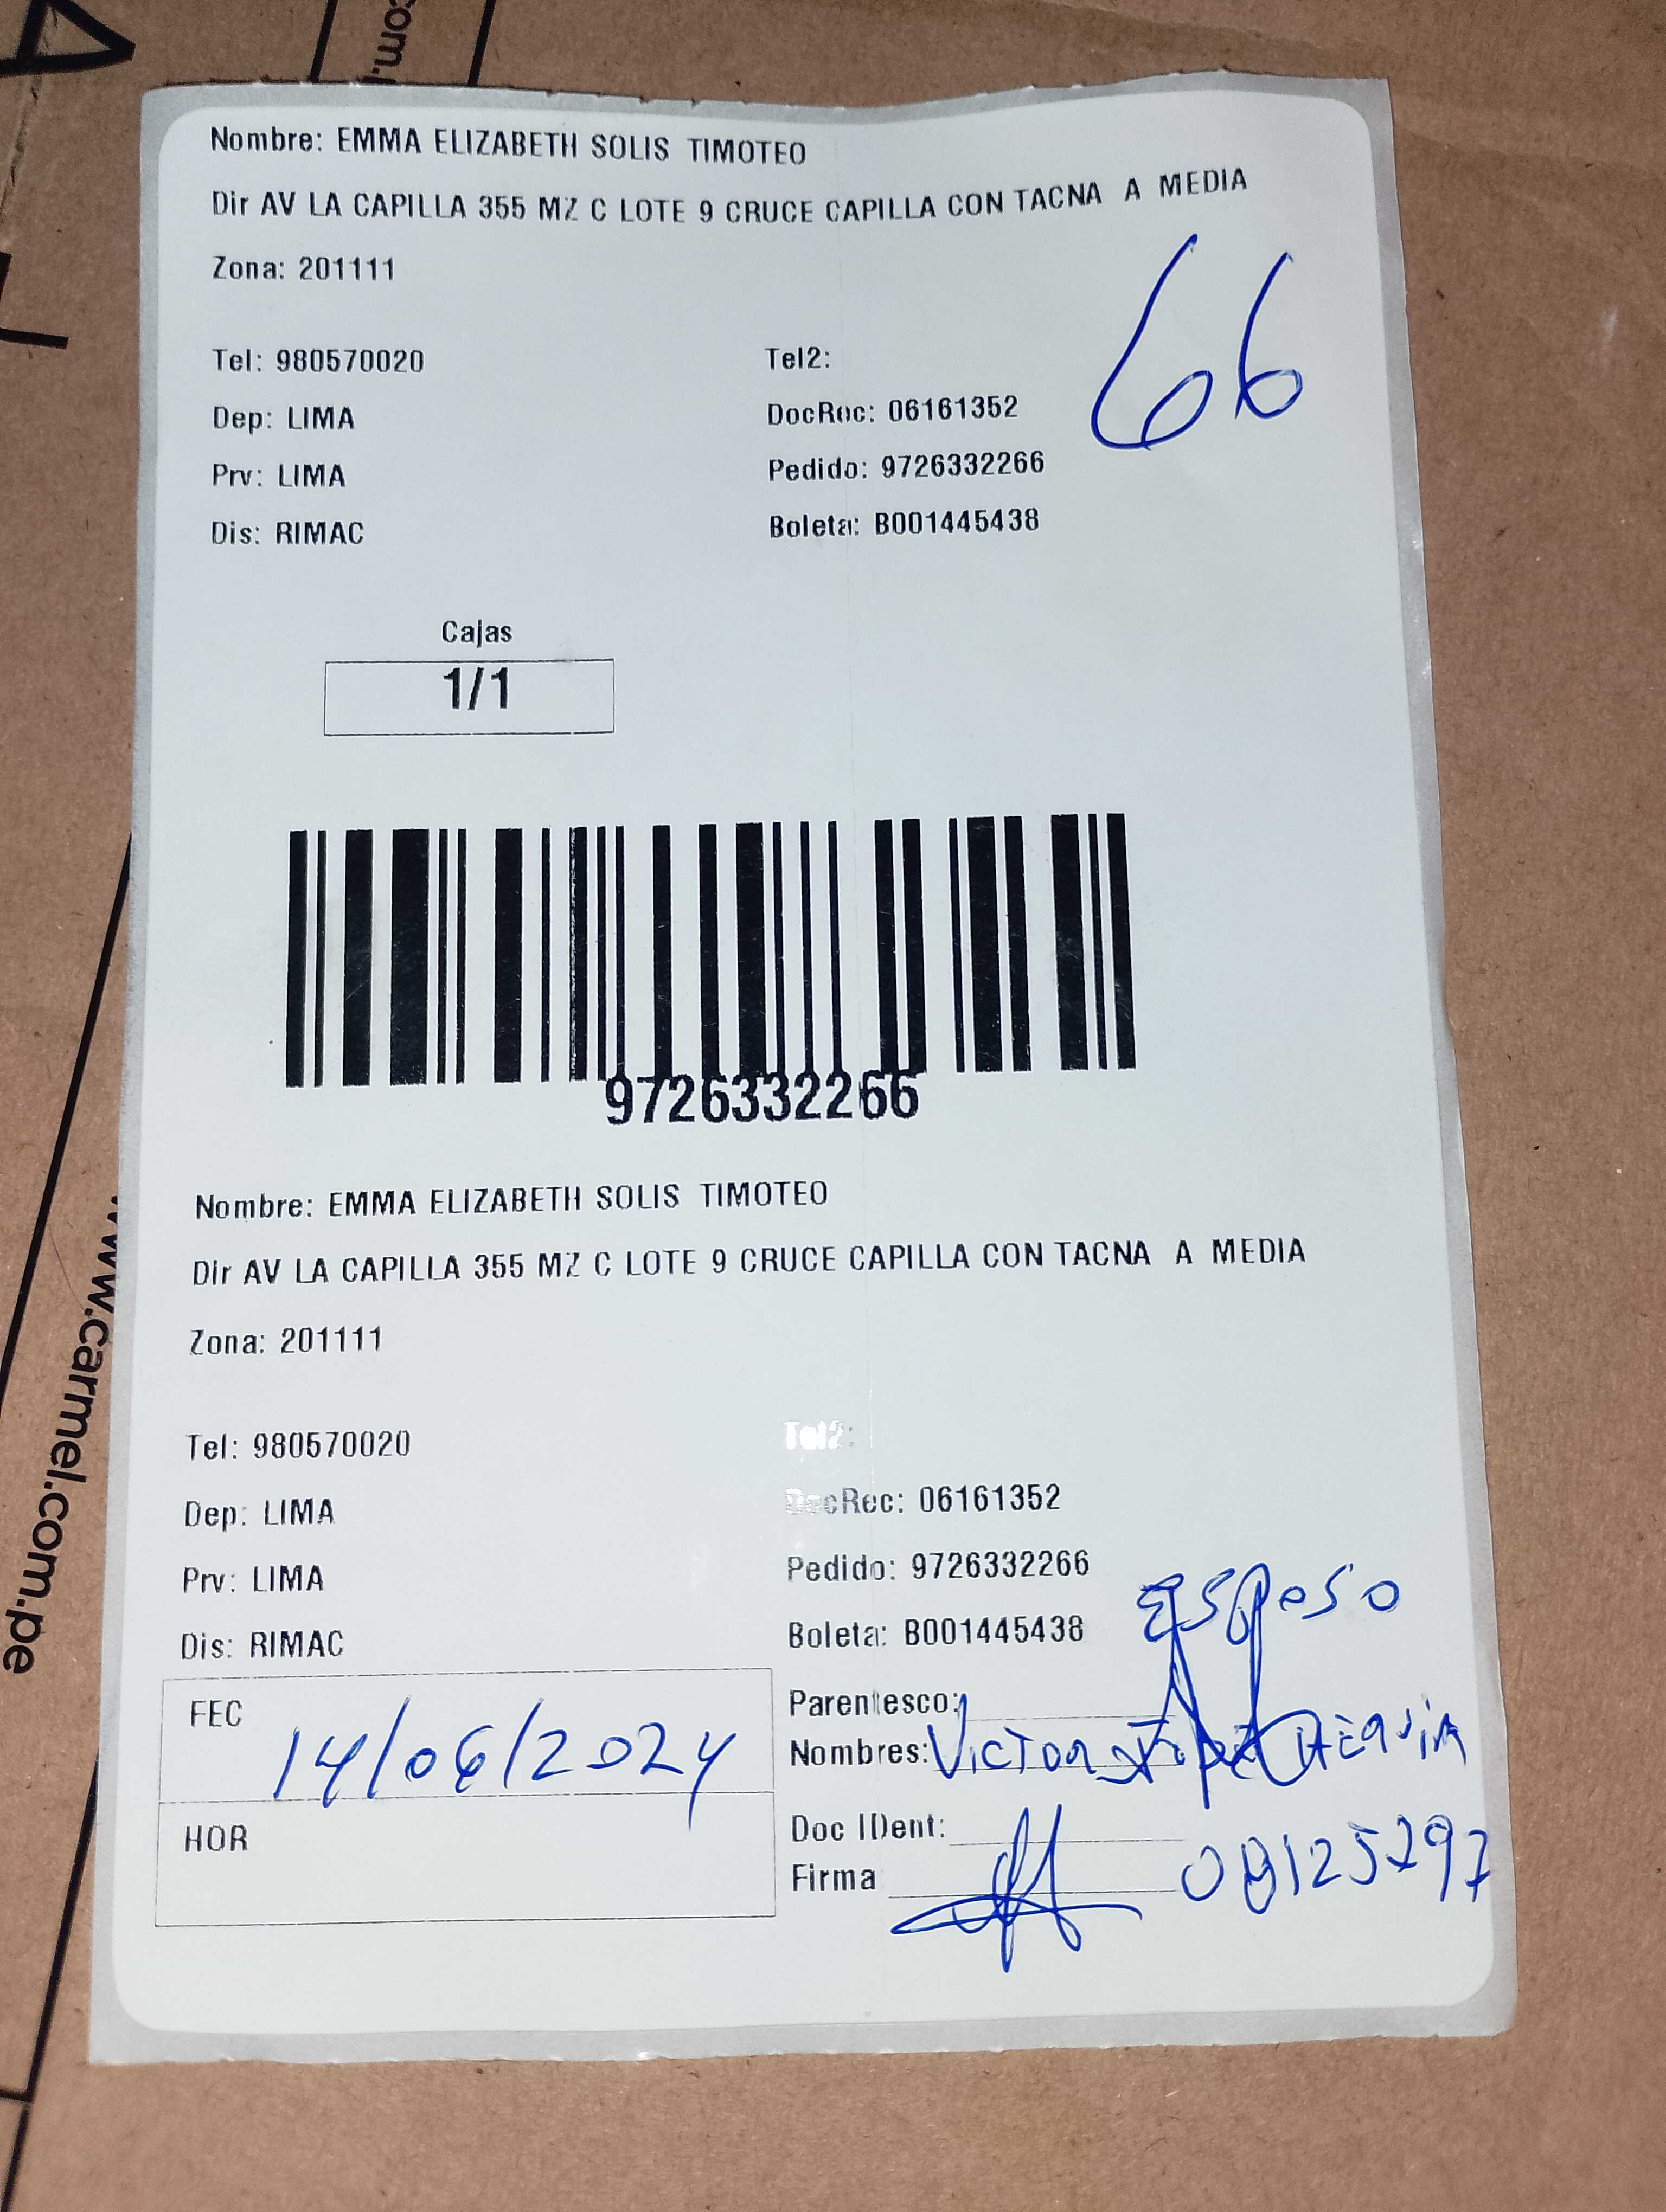 com.
Nombre: EMMA ELIZABETH SOLIS TIMOTEO
Dir AV LA CAPILLA 355 MZ C LOTE 9 CRUCE CAPILLA CON TACNA A MEDIA
Zona: 201111
66
Tel: 980570020
Tel2:
Dep: LIMA
DocRec: 06161352
Prv: LIMA
Pedido: 9726332266
Dis: RIMAC
Boleta: B001445438
Cajas
1/1
9726332266
Nombre: EMMA ELIZABETH SOLIS TIMOTEO
Dir AV LA CAPILLA 355 MZ C LOTE 9 CRUCE CAPILLA CON TACNA A MEDIA
Zona: 201111
Tel: 980570020
Tel2:
Dep: LIMA
DocRec: 06161352
Prv: LIMA
Pedido: 9726332266
Dis: RIMAC
Boleta: B001445438
Esposo
FEC 14/06/2024
Parentesco:
Nombres: Victor
HOR
Doc IDent:
Firma
www.carmel.com.pe